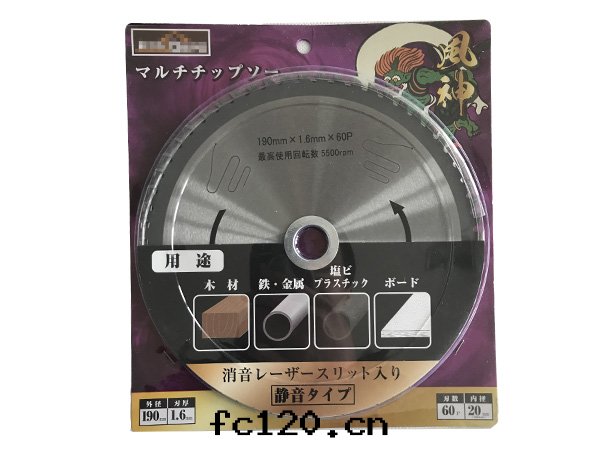 マルチチップソー
風神
190mm×1.6mm×60P
最高使用回転数 5500rpm
用途
木材
鉄・金属
塩ビ
プラスチック
ボード
消音レーザースリット入り
静音タイプ
外径 刃厚
190mm 1.6mm
刃数 内径
60P 20mm
fc120.cn